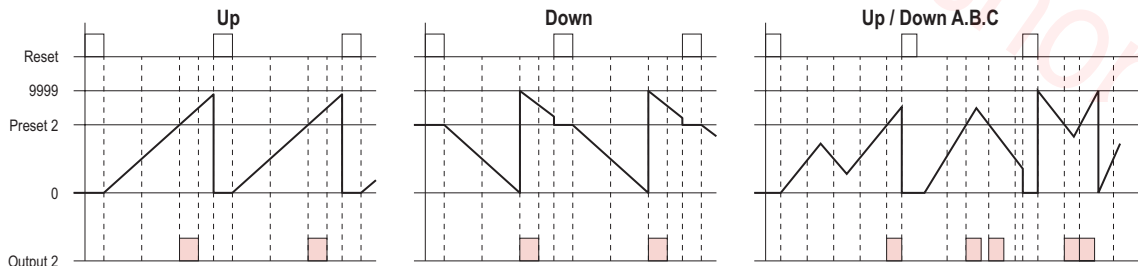 Up
Down
Up / Down A.B.C
Reset
9999
Preset 2
0
Output 2